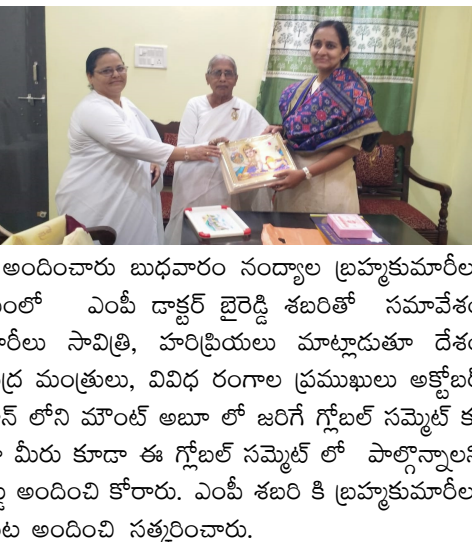 అందించారు బుధవారం నంద్యాల బ్రహ్మకుమారీల
ఎంపీ డాక్టర్ బైరెడ్డి శబరితో సమావేశం
సావిత్రి, హరిప్రియలు మాట్లాడుతూ దేశం
మంత్రులు, వివిధ రంగాల ప్రముఖులు అక్టోబర్
లోని మౌంట్ అబూ లో జరిగే గ్లోబల్ సమ్మెట్
మీరు కూడా ఈ గ్లోబల్ సమ్మెట్ లో పాల్గొన్నాలని
అందించి కోరారు. ఎంపీ శబరి కి బ్రహ్మకుమారీల
అందించి సత్కరించారు.